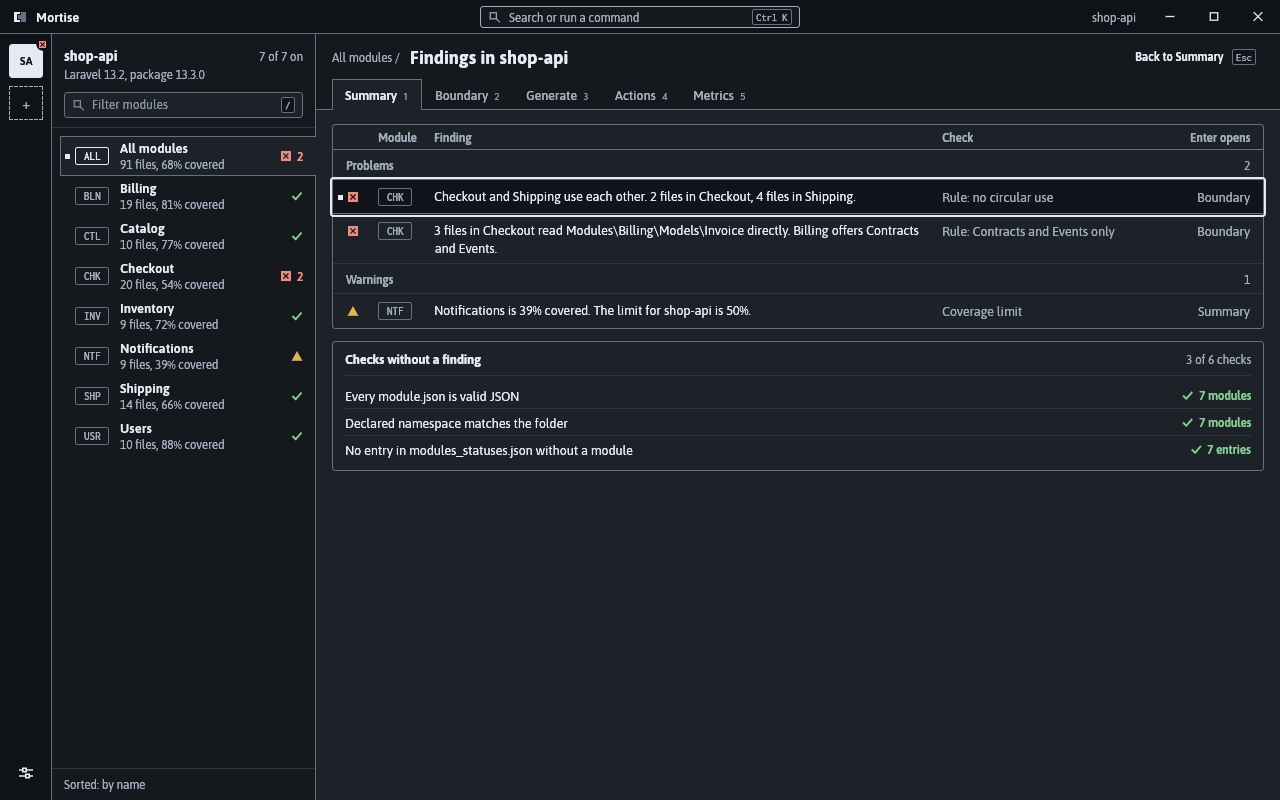 Mortise
Search or run a command
Ctrl K
shop-api
SA
+
shop-api
7 of 7 on
Laravel 13.2, package 13.3.0
Filter modules
/
ALL
All modules
91 files, 68% covered
2
BLN
Billing
19 files, 81% covered
CTL
Catalog
10 files, 77% covered
CHK
Checkout
20 files, 54% covered
2
INV
Inventory
9 files, 72% covered
NTF
Notifications
9 files, 39% covered
SHP
Shipping
14 files, 66% covered
USR
Users
10 files, 88% covered
Sorted: by name
All modules /
Findings in shop-api
Back to Summary
Esc
Summary 1
Boundary 2
Generate 3
Actions 4
Metrics 5
Module
Finding
Check
Enter opens
Problems
2
CHK
Checkout and Shipping use each other. 2 files in Checkout, 4 files in Shipping.
Rule: no circular use
Boundary
CHK
3 files in Checkout read Modules\Billing\Models\Invoice directly. Billing offers Contracts
and Events.
Rule: Contracts and Events only
Boundary
Warnings
1
NTF
Notifications is 39% covered. The limit for shop-api is 50%.
Coverage limit
Summary
Checks without a finding
3 of 6 checks
Every module.json is valid JSON
7 modules
Declared namespace matches the folder
7 modules
No entry in modules_statuses.json without a module
7 entries